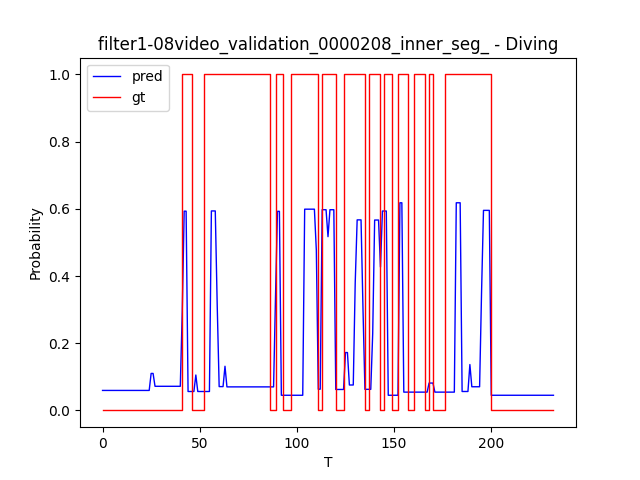 filter1-08video_validation_0000208_inner_seg_ - Diving
pred
gt
1.0
0.8
0.6
0.4
0.2
0.0
Probability
0
50
100
150
200
T